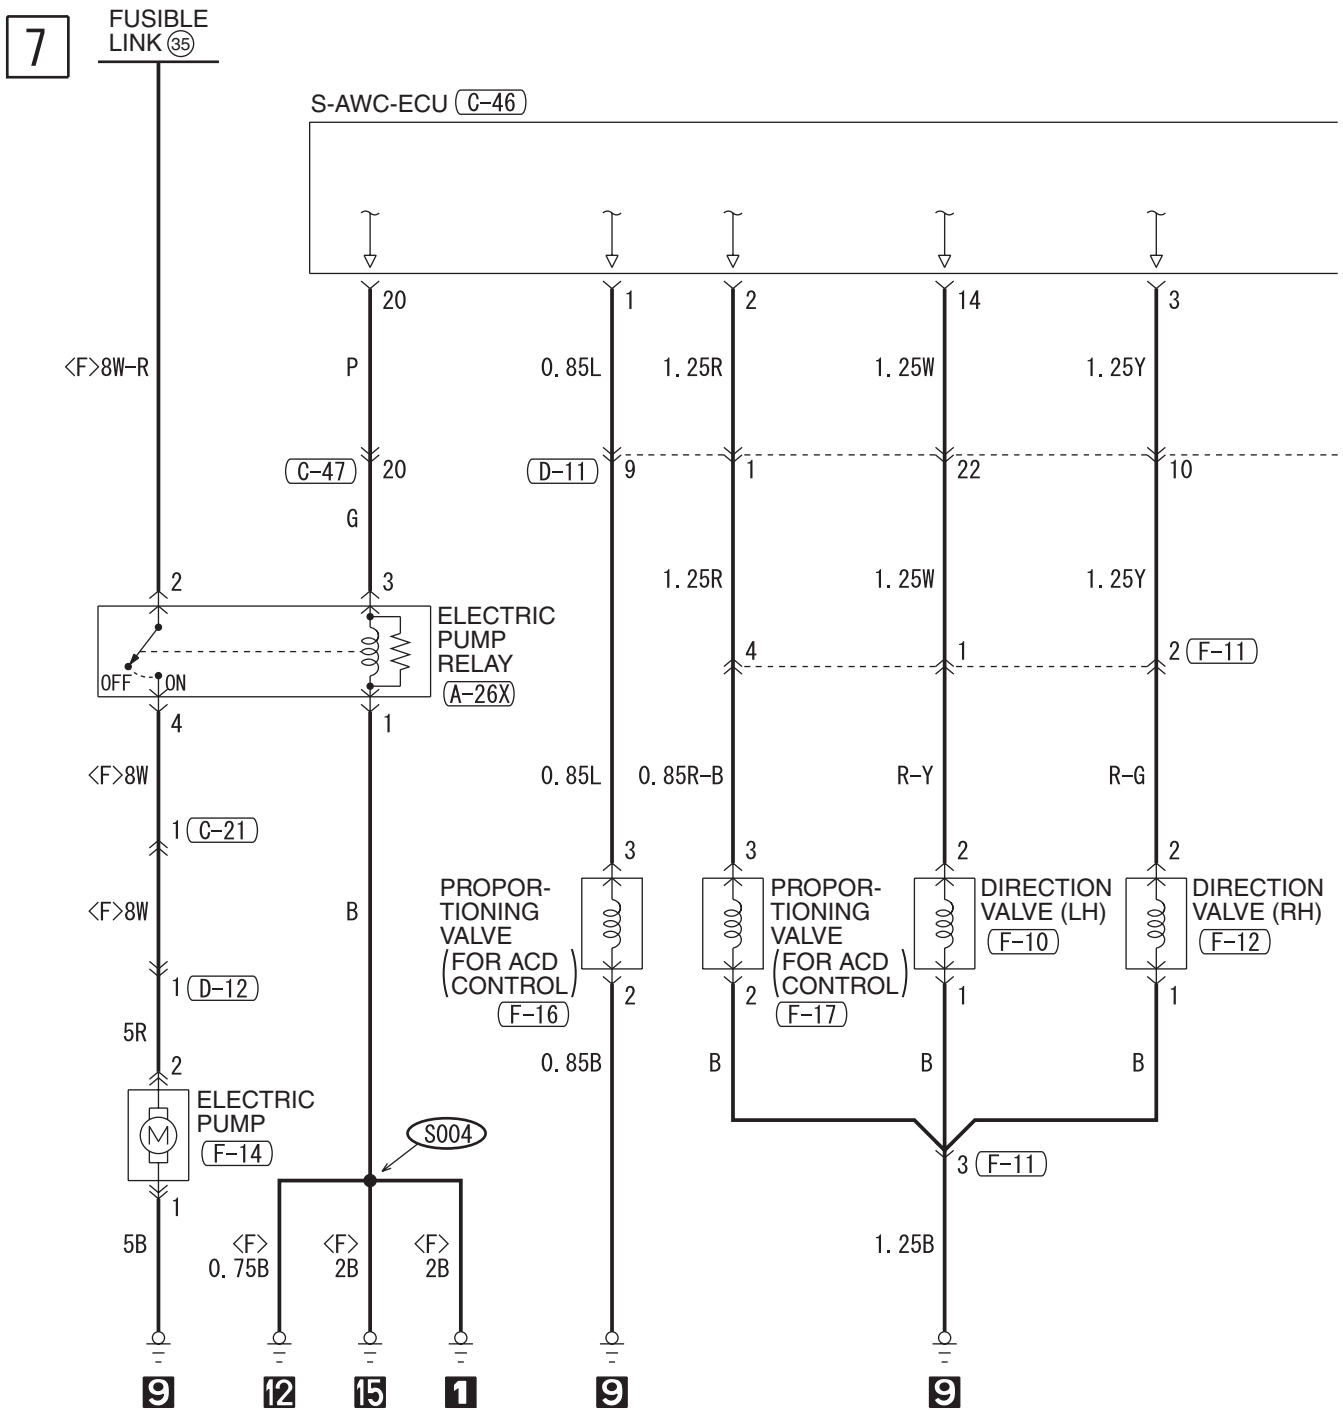 7
FUSIBLE
LINK 35
S-AWC-ECU C-46
20
1
2
14
3
<F>8W-R
P
0.85L
1.25R
1.25W
1.25Y
C-47 20
D-11 9
1
22
10
G
1.25R
1.25W
1.25Y
2
3
ELECTRIC
PUMP
RELAY
A-26X
OFF
ON
4
1
2 F-11
4
1
<F>8W
0.85L
0.85R-B
R-Y
R-G
1 C-21
3
3
2
2
<F>8W
B
PROPOR-
TIONING
VALVE
(FOR ACD
CONTROL)
F-16
PROPOR-
TIONING
VALVE
(FOR ACD
CONTROL)
F-17
DIRECTION
VALVE (LH)
F-10
DIRECTION
VALVE (RH)
F-12
1 D-12
2
2
1
1
5R
0.85B
B
B
B
2
ELECTRIC
PUMP
F-14
M
S004
3 F-11
1
5B
<F>
0.75B
<F>
2B
<F>
2B
1.25B
9
12
15
1
9
9